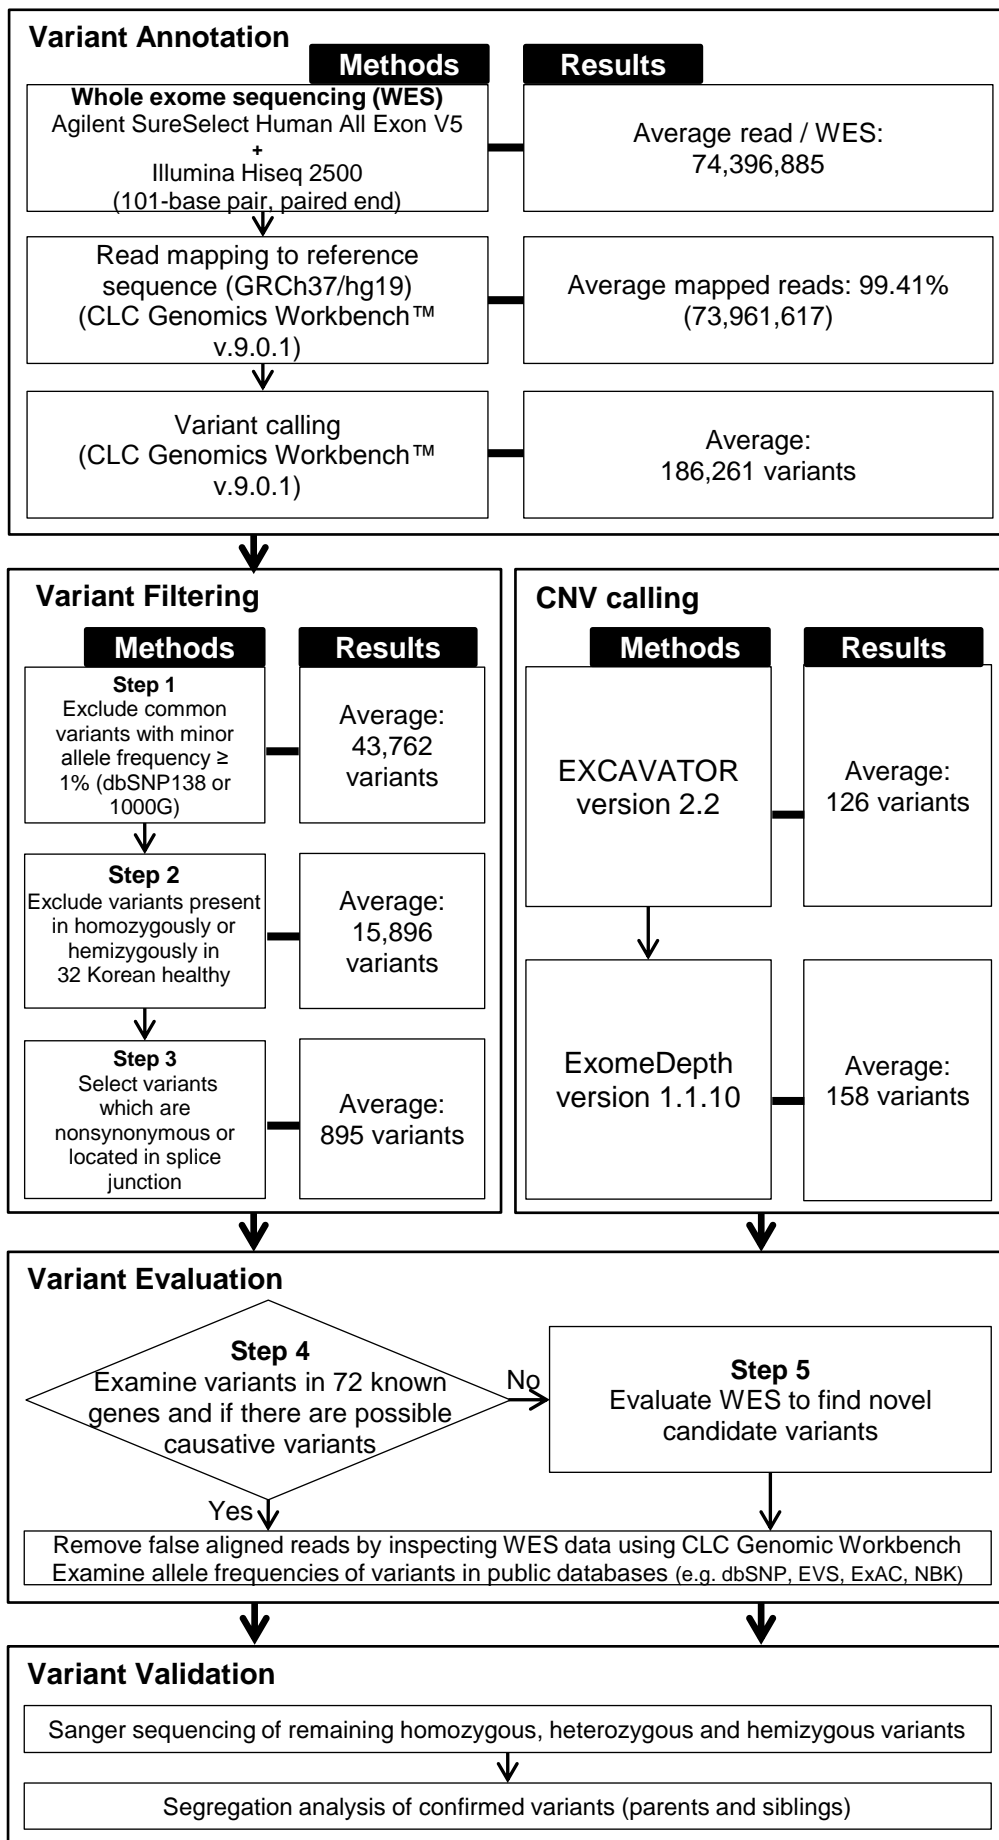 Variant Annotation
Methods
Results
Whole exome sequencing (WES)
Agilent SureSelect Human All Exon V5
+
Illumina Hiseq 2500
(101-base pair, paired end)
Average read / WES:
74,396,885
Read mapping to reference
sequence (GRCh37/hg19)
(CLC Genomics Workbench™
v.9.0.1)
Average mapped reads: 99.41%
(73,961,617)
Variant calling
(CLC Genomics Workbench™
v.9.0.1)
Average:
186,261 variants
Variant Filtering
Methods
Results
Step 1
Exclude common
variants with minor
allele frequency ≥
1% (dbSNP138 or
1000G)
Average:
43,762
variants
Step 2
Exclude variants present
in homozygously or
hemizygously in
32 Korean healthy
Average:
15,896
variants
Step 3
Select variants
which are
nonsynonymous or
located in splice
junction
Average:
895 variants
CNV calling
Methods
Results
EXCAVATOR
version 2.2
Average:
126 variants
ExomeDepth
version 1.1.10
Average:
158 variants
Variant Evaluation
Step 4
Examine variants in 72 known
genes and if there are possible
causative variants
No
Step 5
Evaluate WES to find novel
candidate variants
Yes
Remove false aligned reads by inspecting WES data using CLC Genomic Workbench
Examine allele frequencies of variants in public databases (e.g. dbSNP, EVS, ExAC, NBK)
Variant Validation
Sanger sequencing of remaining homozygous, heterozygous and hemizygous variants
Segregation analysis of confirmed variants (parents and siblings)